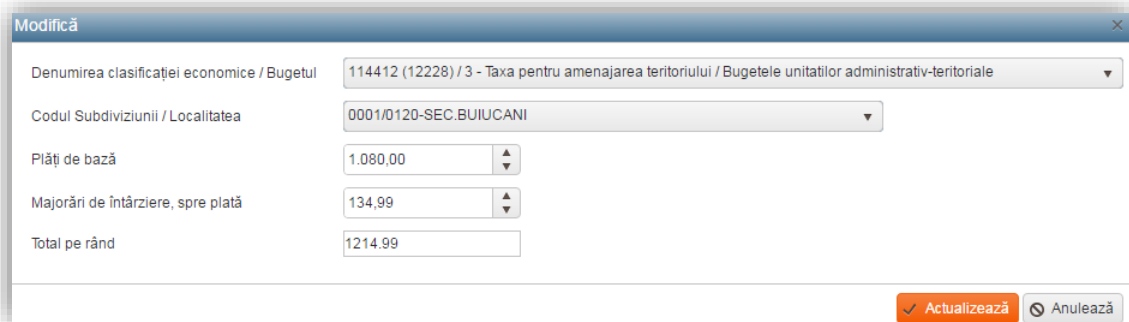 Modifică
Denumirea clasificației economice / Bugetul 114412 (12228) / 3 - Taxa pentru amenajarea teritoriului / Bugetele unitatilor administrativ-teritoriale
Codul Subdiviziunii / Localitatea 0001/0120-SEC.BUIUCANI
Plăți de bază 1.080,00
Majorări de întârziere, spre plată 134,99
Total pe rând 1214.99
Actualizează Anulează